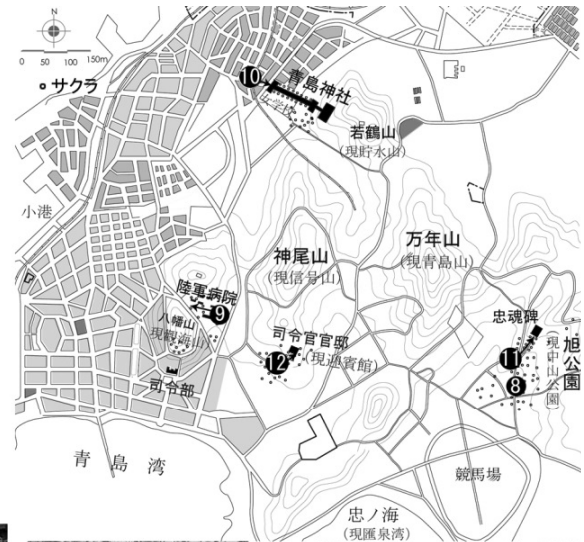 N
0 50 100 150m
サクラ
10
青島神社
女学校
若鶴山
(現貯水山)
小港
神尾山
(現信号山)
万年山
(現青島山)
陸軍病院
9
八幡山
現観海山
司令部
司令官官邸
(現迎賓館)
12
忠魂碑
11
8
旭公園
(現中山公園)
青島湾
競馬場
忠ノ海
(現匯泉湾)